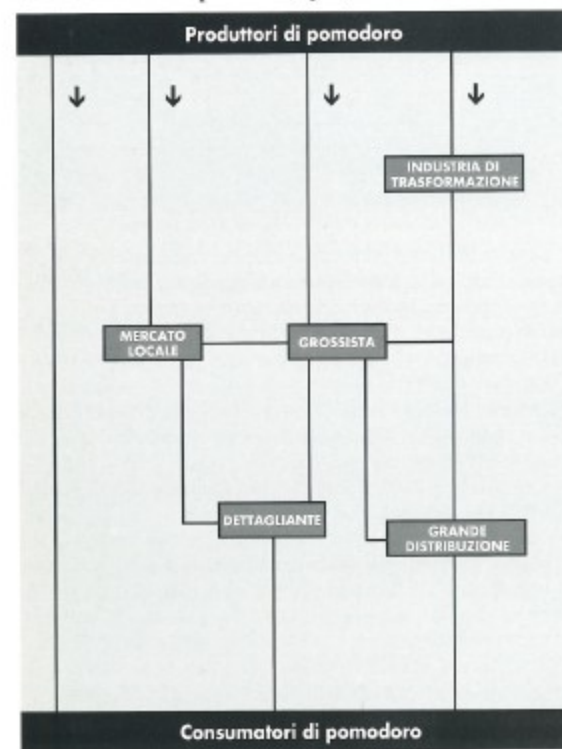 Produttori di pomodoro
INDUSTRIA DI
TRASFORMAZIONE
MERCATO
LOCALE
GROSSISTA
DETTAGLIANTE
GRANDE
DISTRIBUZIONE
Consumatori di pomodoro